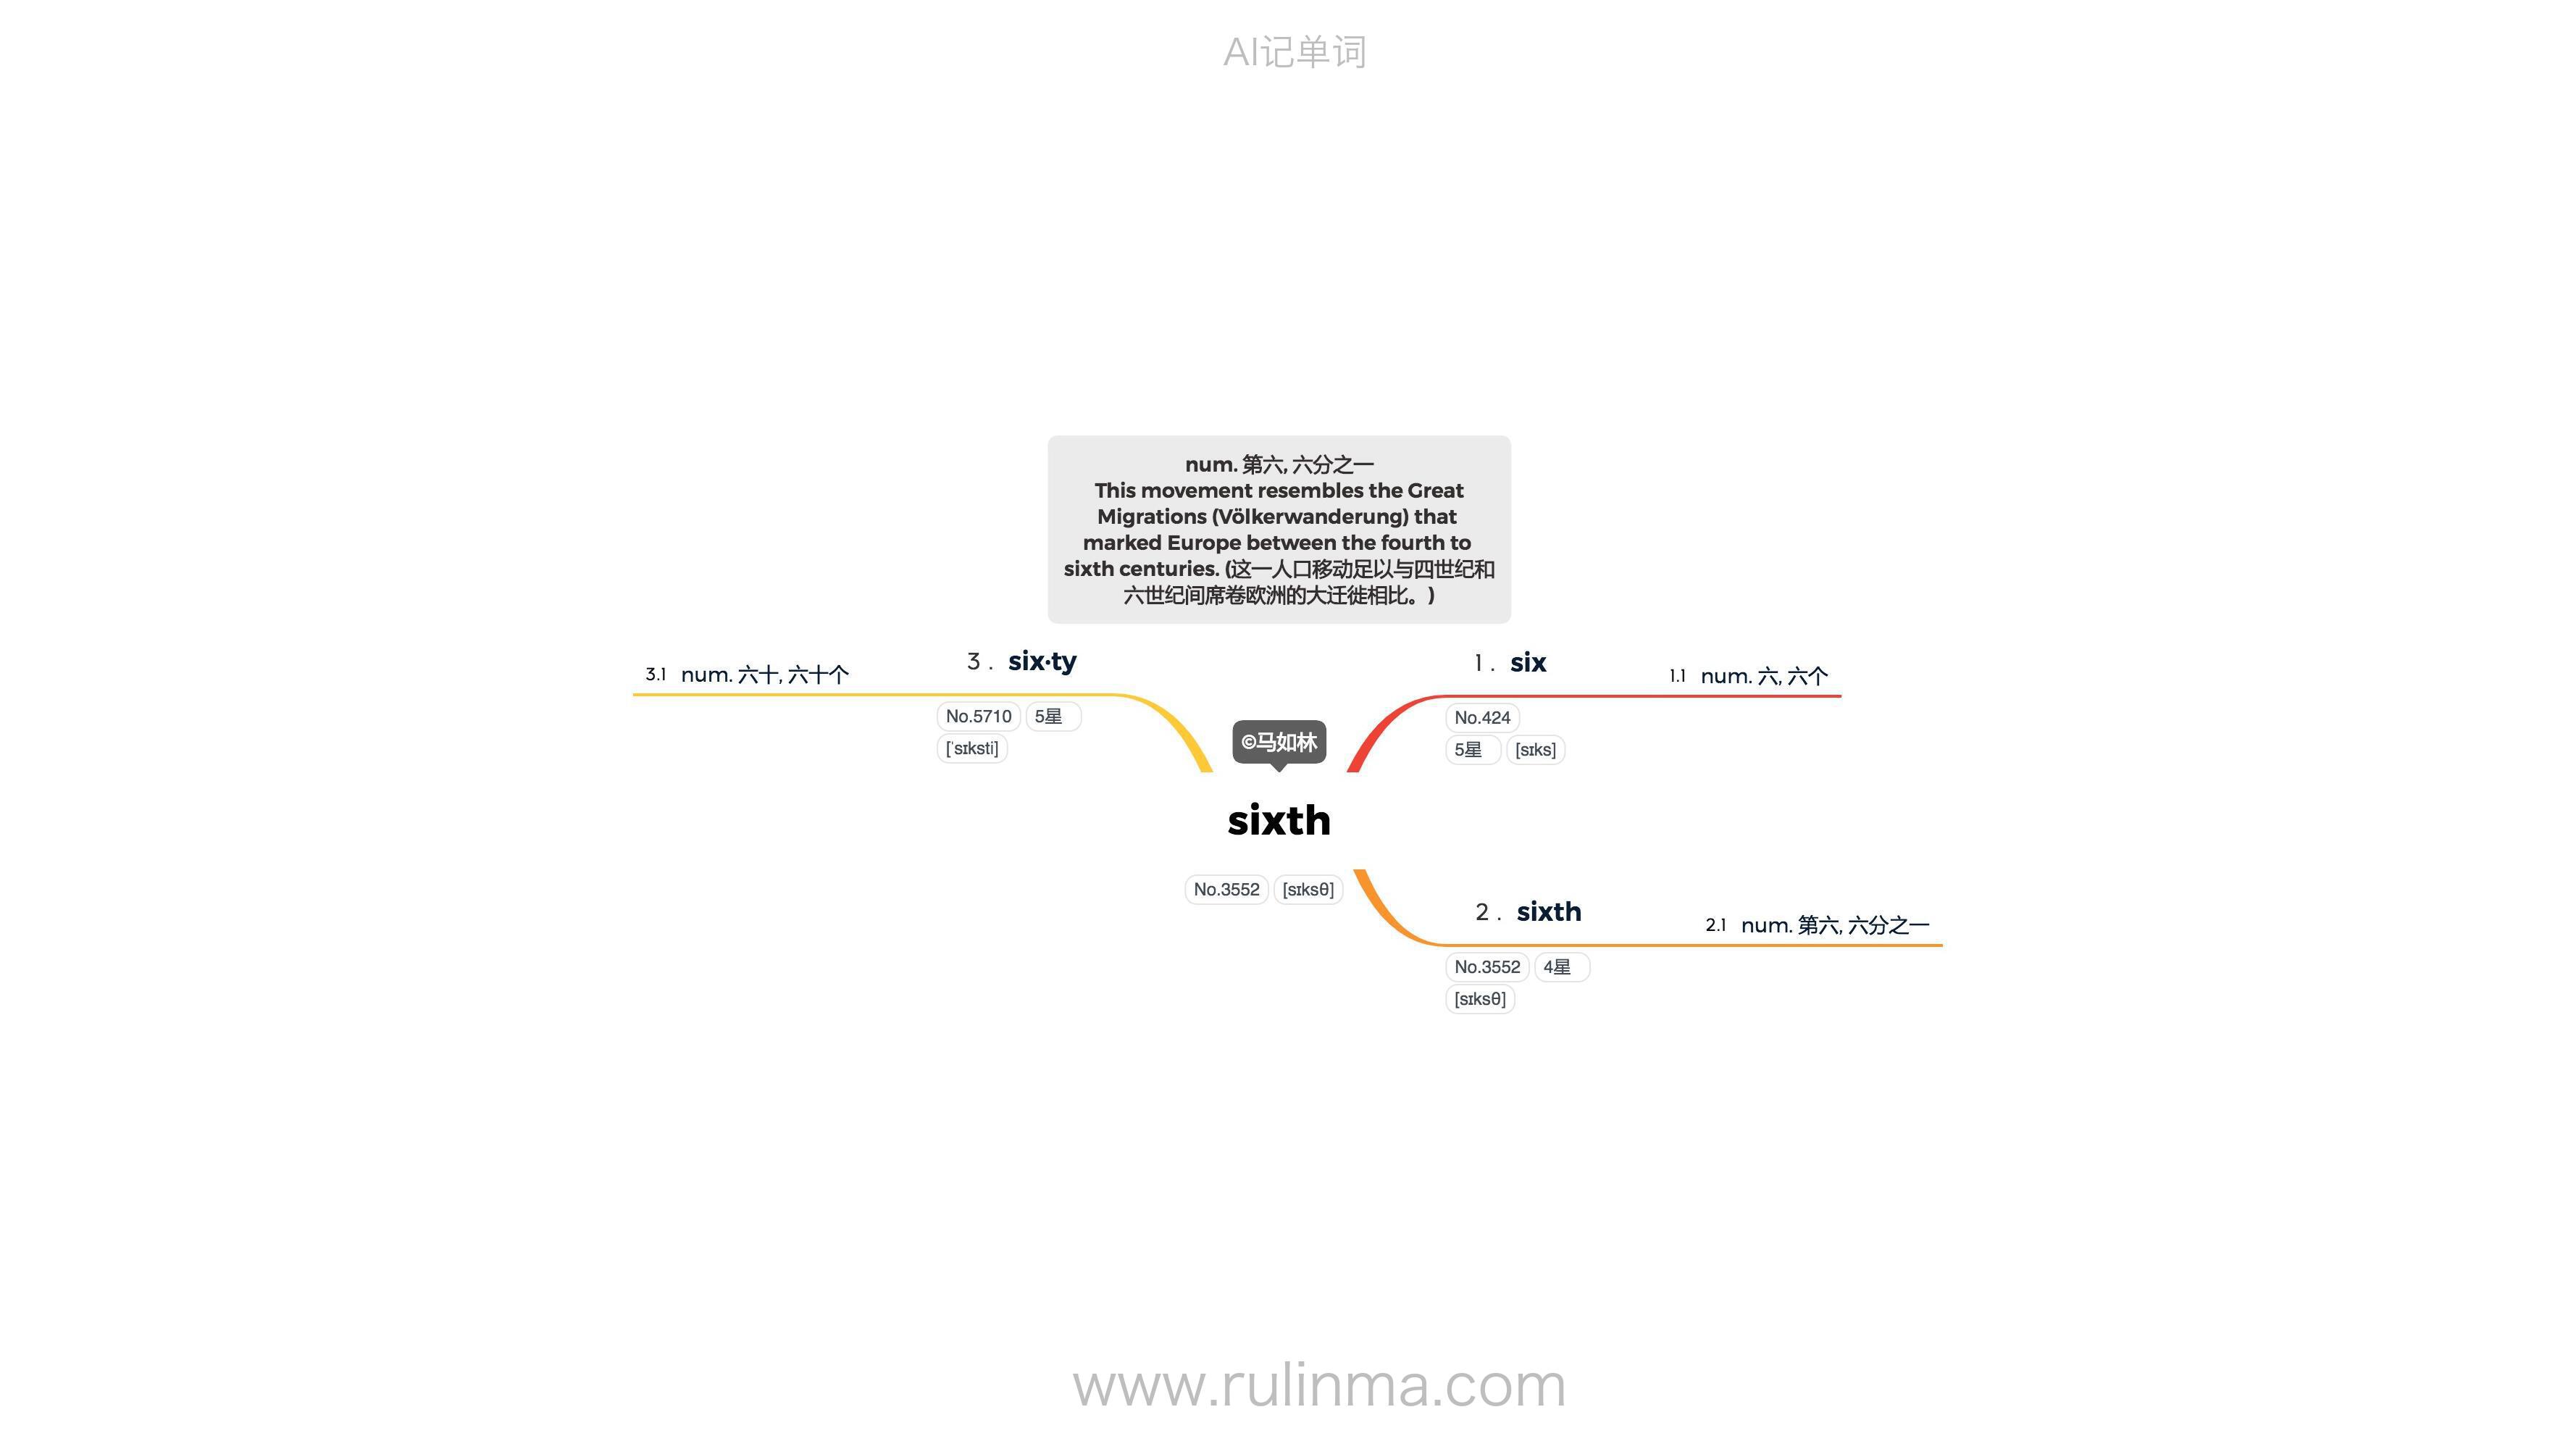 AI记单词
num. 第六, 六分之一
This movement resembles the Great
Migrations (Völkerwanderung) that
marked Europe between the fourth to
sixth centuries. (这一人口移动足以与四世纪和
六世纪间席卷欧洲的大迁徙相比。)
3 . six·ty
3.1 num. 六十, 六十个
No.5710 5星
[ˈsɪksti]
1 . six
1.1 num. 六, 六个
No.424
5星 [sɪks]
©马如林
sixth
No.3552 [sɪksθ]
2 . sixth
2.1 num. 第六, 六分之一
No.3552 4星
[sɪksθ]
www.rulinma.com